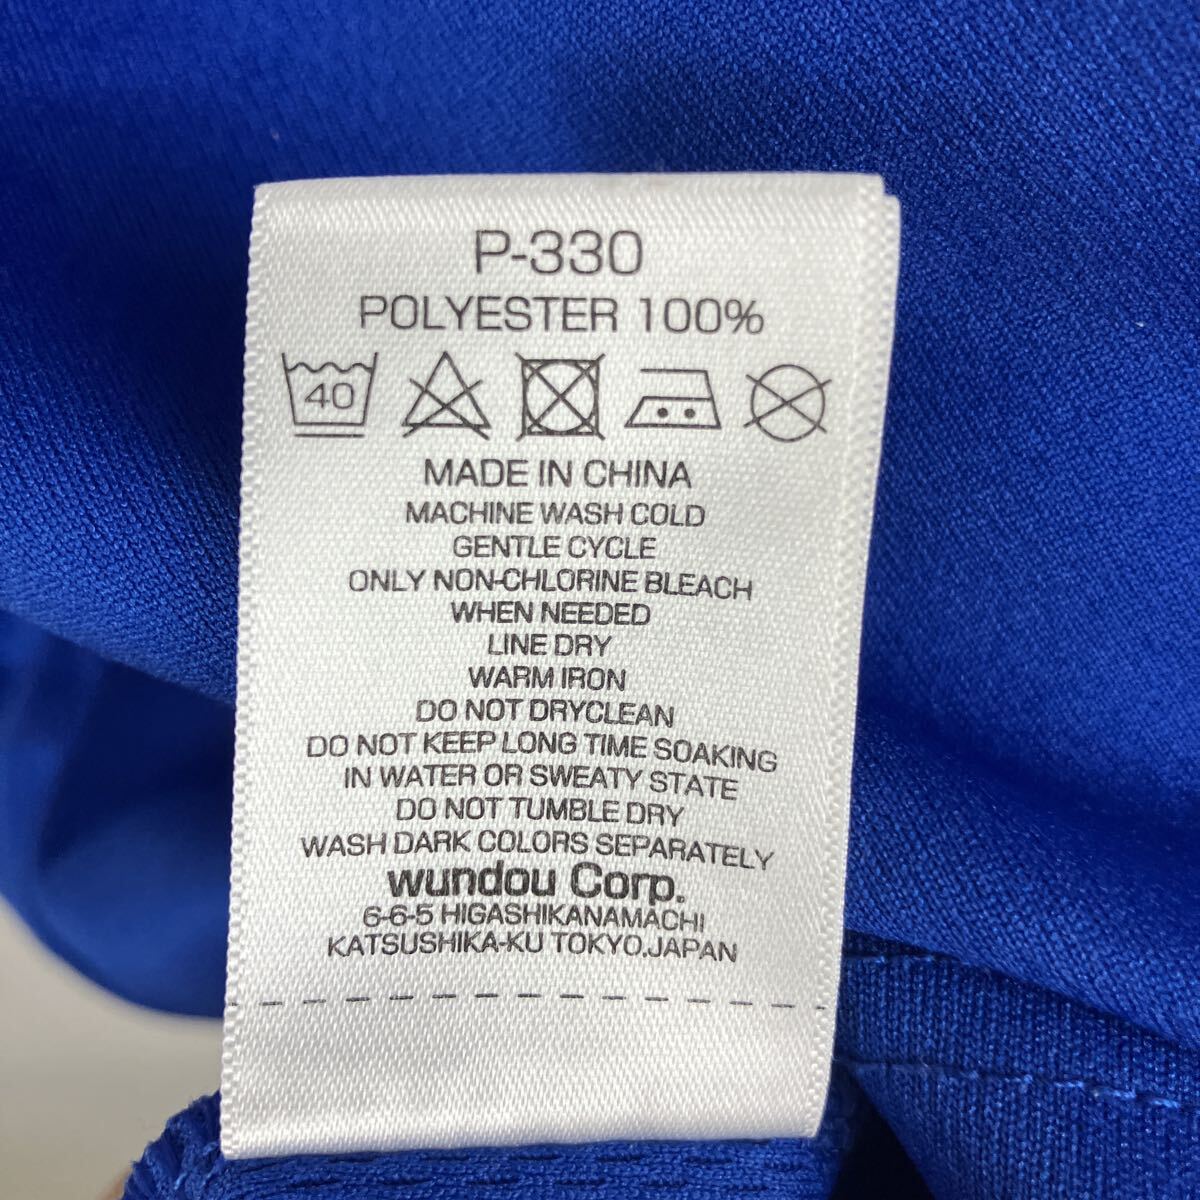 P-330
POLYESTER 100%
40
MADE IN CHINA
MACHINE WASH COLD
GENTLE CYCLE
ONLY NON-CHLORINE BLEACH
WHEN NEEDED
LINE DRY
WARM IRON
DO NOT DRYCLEAN
DO NOT KEEP LONG TIME SOAKING
IN WATER OR SWEATY STATE
DO NOT TUMBLE DRY
WASH DARK COLORS SEPARATELY
wundou Corp.
6-6-5 HIGASHIKANAMACHI
KATSUSHIKA-KU TOKYO.JAPAN